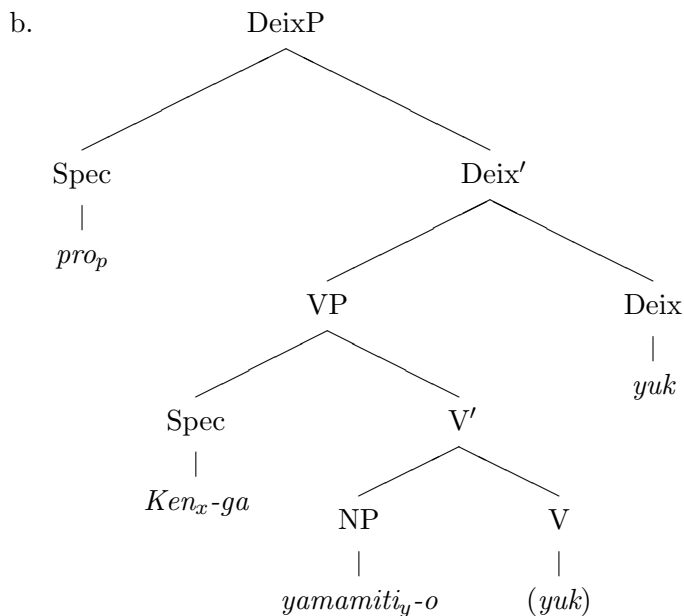 b. DeixP
Spec Deix′
pro_p
VP Deix
yuk
Spec V′
Ken_x-ga
NP V
yamamiti_y-o (yuk)